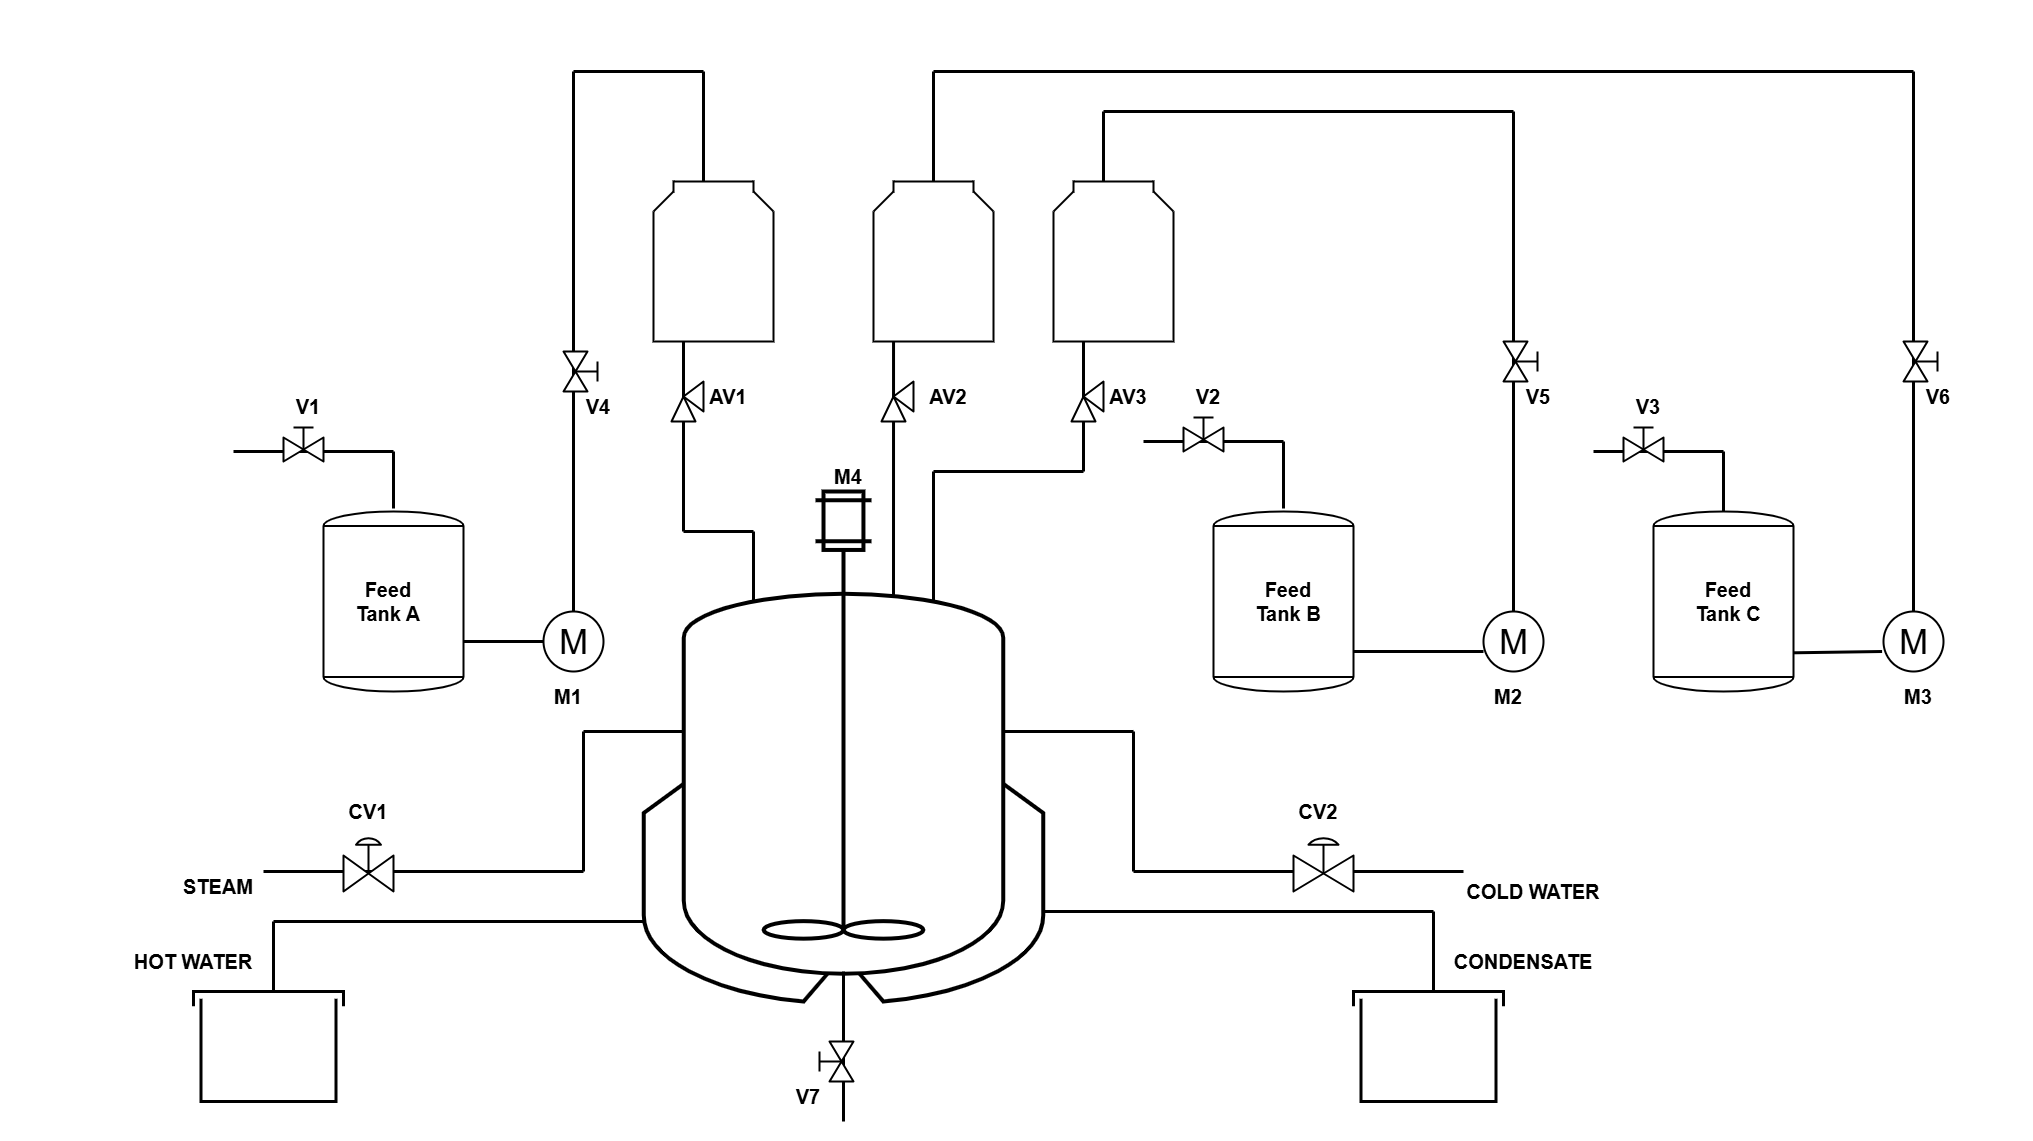 V1
V4
AV1
AV2
AV3
V2
V5
V3
V6
M4
Feed
Tank A
M
M1
Feed
Tank B
M
M2
Feed
Tank C
M
M3
CV1
STEAM
CV2
COLD WATER
HOT WATER
CONDENSATE
V7